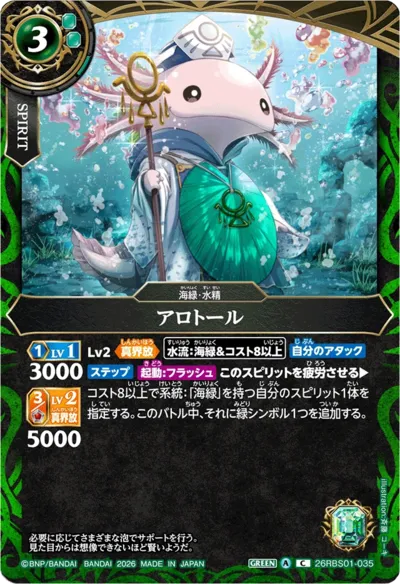 3
SPIRIT
海緑・水精
アロトール
1 LV1
3000
3 LV2
真界放
5000
Lv2 真界放 水流:海緑&コスト8以上 自分のアタック
ステップ 起動:フラッシュ このスピリットを疲労させる▶
コスト8以上で系統:「海緑」を持つ自分のスピリット1体を
指定する。このバトル中、それに緑シンボル1つを追加する。
必要に応じてさまざまな泡でサポートを行う。
見た目からは想像できないほど賢いようだ。
illustration:斉藤コーキ
©BNP/BANDAI BANDAI 2026 MADE IN JAPAN
GREEN A C 26RBS01-035